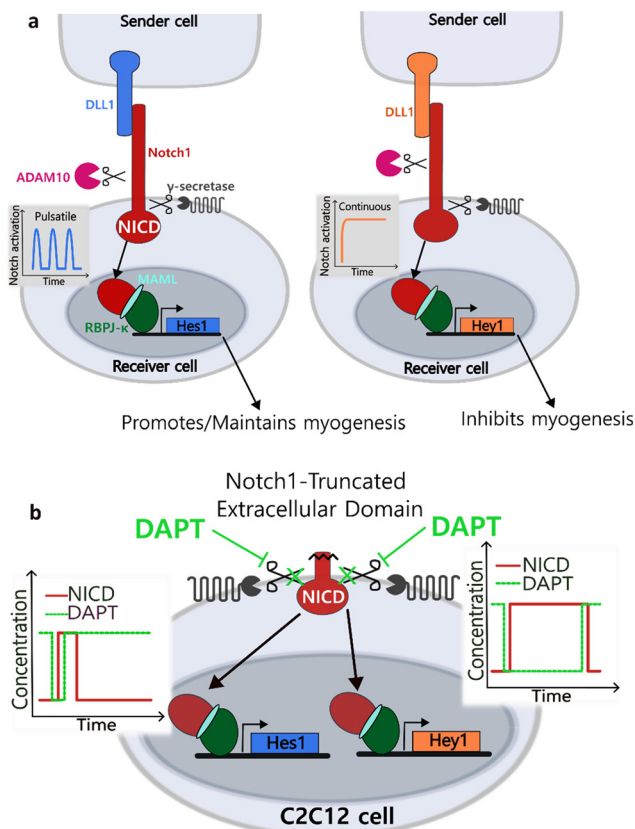 a
Sender cell
DLL1
Notch1
ADAM10
γ-secretase
Notch activation
Pulsatile
Time
NICD
MAML
RBPJ-κ
Hes1
Receiver cell
Promotes/Maintains myogenesis
Sender cell
DLL1
Notch activation
Continuous
Time
Hey1
Receiver cell
Inhibits myogenesis
b
Notch1-Truncated
Extracellular Domain
DAPT
DAPT
NICD
Concentration
NICD
DAPT
Time
Concentration
NICD
DAPT
Time
Hes1
Hey1
C2C12 cell